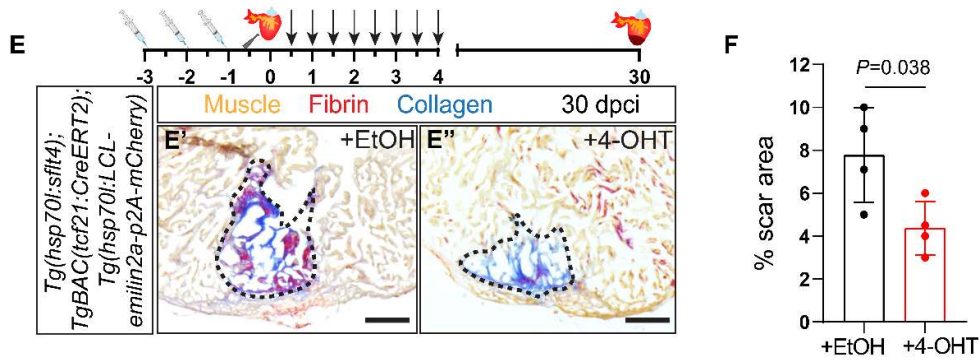 E
-3 -2 -1 0 1 2 3 4 30
Tg(hsp70l:sflt4);
TgBAC(tcf21:CreERT2);
Tg(hsp70l:LCL-
emilin2a-p2A-mCherry)
Muscle Fibrin Collagen 30 dpci
E' +EtOH
E" +4-OHT
F
P=0.038
% scar area
12
10
8
6
4
2
0
+EtOH +4-OHT